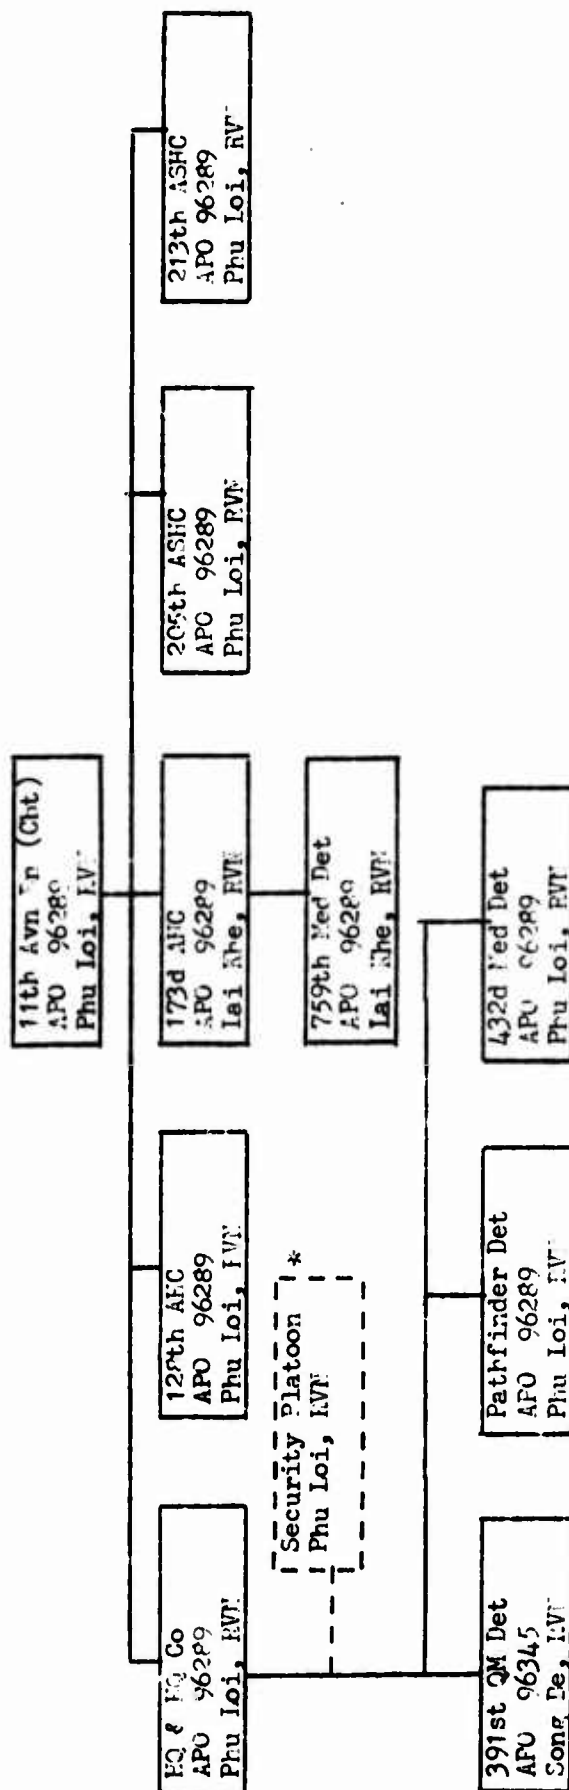 11th Avn Bn (Cbt)
APO 96289
Phu Loi, RVN
HQ & HQ Co
APO 96289
Phu Loi, RVN
128th AHC
APO 96289
Phu Loi, RVN
173d AHC
APO 96289
Lai Khe, RVN
205th ASHC
APO 96289
Phu Loi, RVN
213th ASHC
APO 96289
Phu Loi, RVN
Security Platoon
Phu Loi, RVN
*
759th Med Det
APO 96289
Lai Khe, RVN
391st QM Det
APO 96345
Song Be, RVN
Pathfinder Det
APO 96289
Phu Loi, RVN
432d Med Det
APO 96289
Phu Loi, RVN